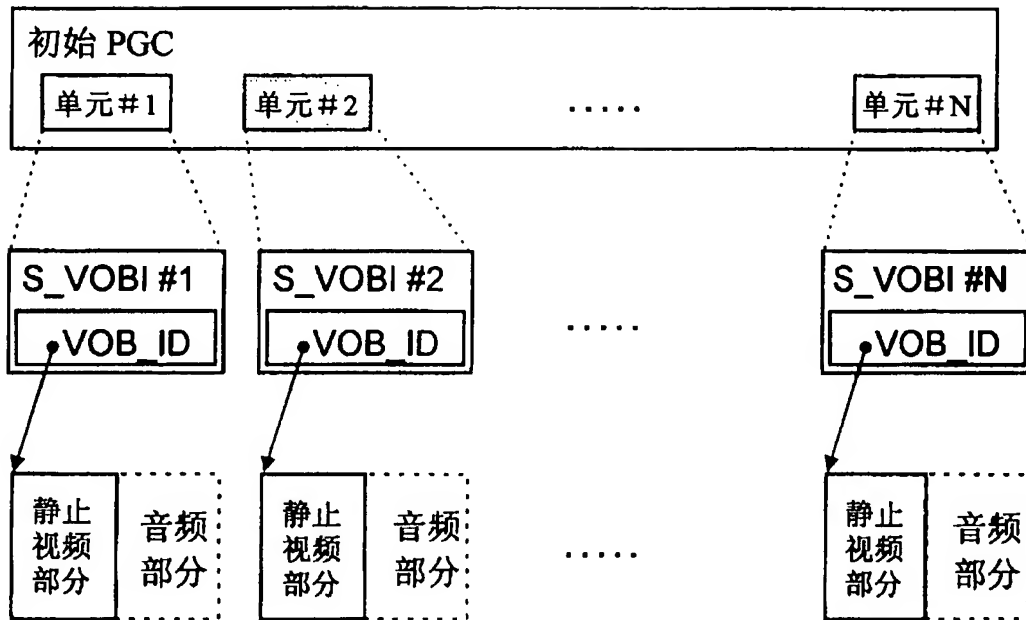 初始 PGC
单元#1 单元#2 ..... 单元#N
S_VOBI #1 S_VOBI #2 S_VOBI #N
VOB_ID VOB_ID ..... VOB_ID
静止 静止 静止
视频 视频 视频
部分 部分 部分
音频 音频 音频
部分 部分 ..... 部分